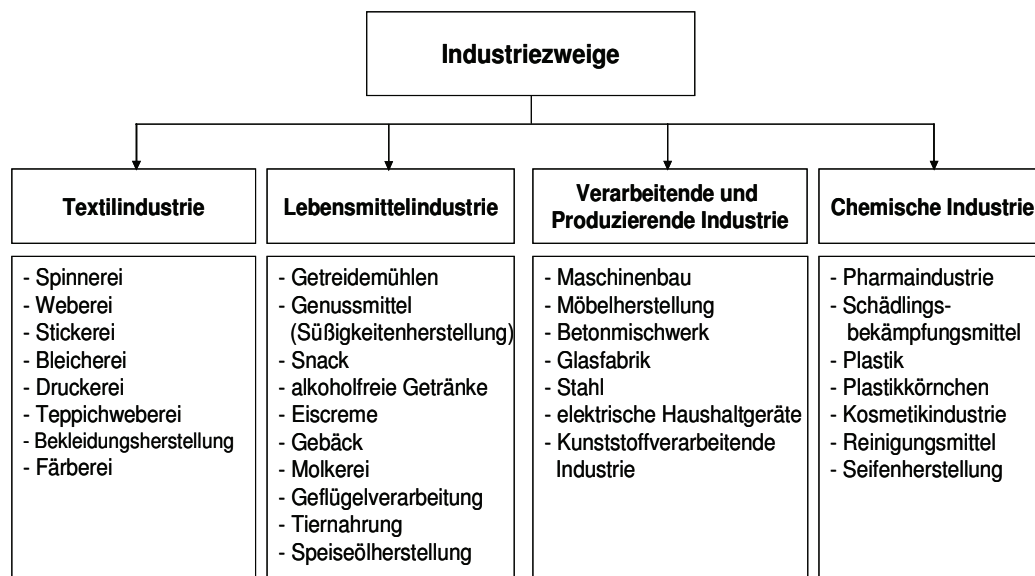 Industriezweige
Textilindustrie
- Spinnerei
- Weberei
- Stickerei
- Bleicherei
- Druckerei
- Teppichweberei
- Bekleidungsherstellung
- Färberei
Lebensmittelindustrie
- Getreidemühlen
- Genussmittel
(Süßigkeitenherstellung)
- Snack
- alkoholfreie Getränke
- Eiscreme
- Gebäck
- Molkerei
- Geflügelverarbeitung
- Tiernahrung
- Speiseölherstellung
Verarbeitende und
Produzierende Industrie
- Maschinenbau
- Möbelherstellung
- Betonmischwerk
- Glasfabrik
- Stahl
- elektrische Haushaltgeräte
- Kunststoffverarbeitende
Industrie
Chemische Industrie
- Pharmaindustrie
- Schädlings-
bekämpfungsmittel
- Plastik
- Plastikkörnchen
- Kosmetikindustrie
- Reinigungsmittel
- Seifenherstellung